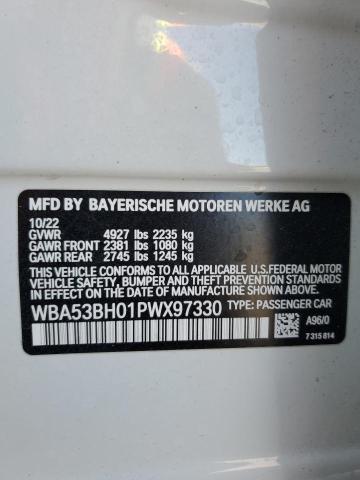 MFD BY BAYERISCHE MOTOREN WERKE AG
10/22
GVWR 4927 lbs 2235 kg
GAWR FRONT 2381 lbs 1080 kg
GAWR REAR 2745 lbs 1245 kg
THIS VEHICLE CONFORMS TO ALL APPLICABLE U.S.FEDERAL MOTOR
VEHICLE SAFETY, BUMPER AND THEFT PREVENTION STANDARDS IN
EFFECT ON THE DATE OF MANUFACTURE SHOWN ABOVE.
WBA53BH01PWX97330 TYPE: PASSENGER CAR
A96/0
7 315 814